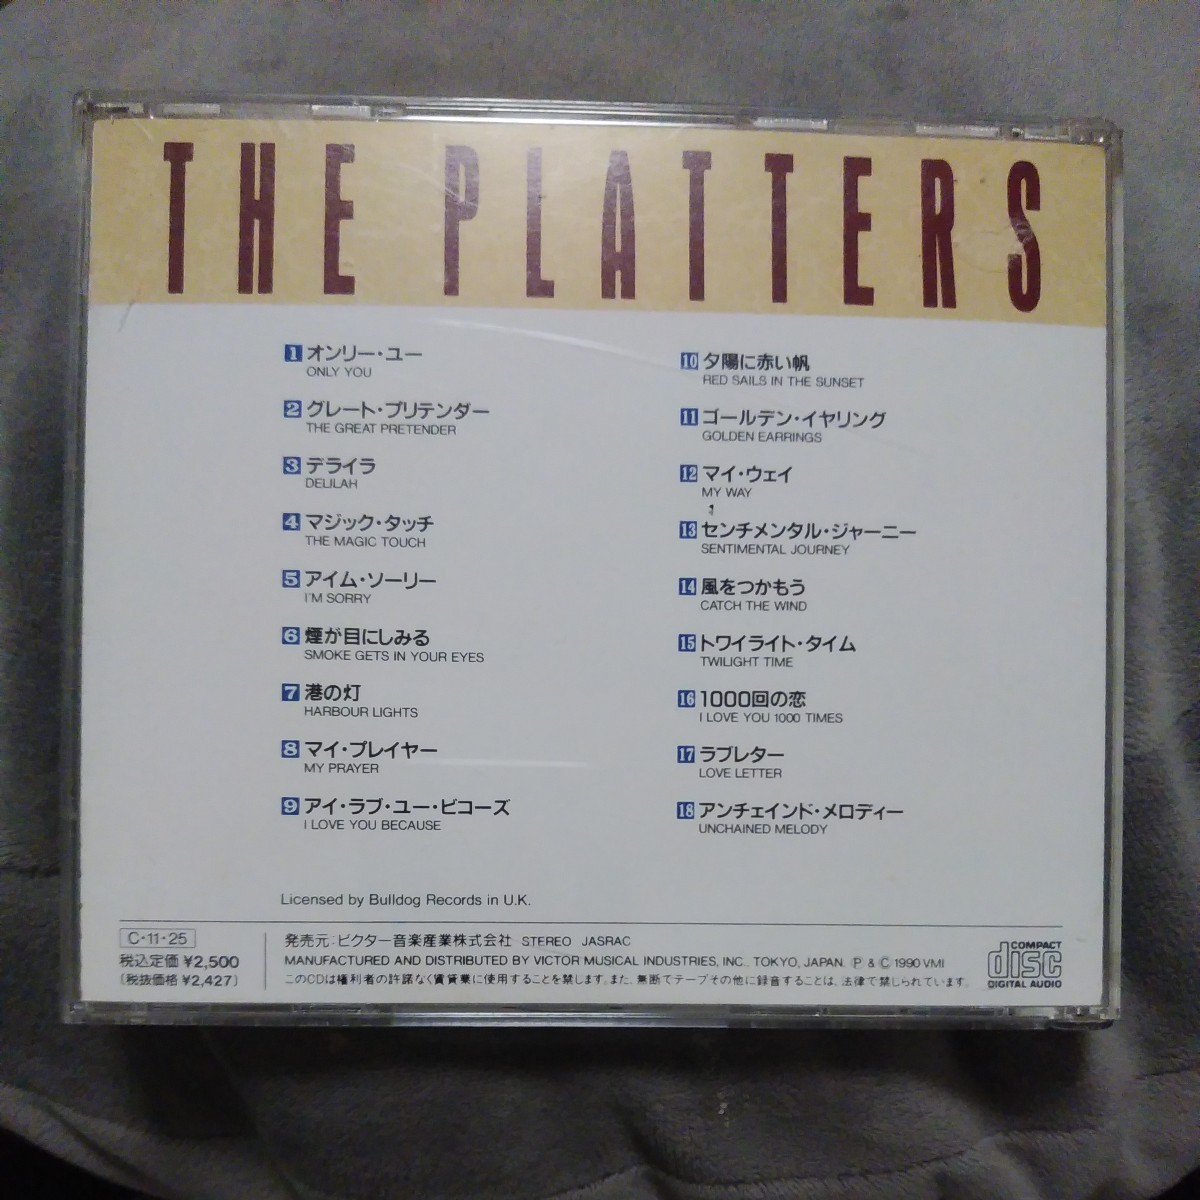 THE PLATTERS
1 オンリー・ユー
ONLY YOU
2 グレート・プリテンダー
THE GREAT PRETENDER
3 デライラ
DELILAH
4 マジック・タッチ
THE MAGIC TOUCH
5 アイム・ソーリー
I'M SORRY
6 煙が目にしみる
SMOKE GETS IN YOUR EYES
7 港の灯
HARBOUR LIGHTS
8 マイ・プレイヤー
MY PRAYER
9 アイ・ラブ・ユー・ビコーズ
I LOVE YOU BECAUSE
10 夕陽に赤い帆
RED SAILS IN THE SUNSET
11 ゴールデン・イヤリング
GOLDEN EARRINGS
12 マイ・ウェイ
MY WAY
13 センチメンタル・ジャーニー
SENTIMENTAL JOURNEY
14 風をつかもう
CATCH THE WIND
15 トワイライト・タイム
TWILIGHT TIME
16 1000回の恋
I LOVE YOU 1000 TIMES
17 ラブレター
LOVE LETTER
18 アンチェインド・メロディー
UNCHAINED MELODY
Licensed by Bulldog Records in U.K.
C・11・25
税込定価 ¥2,500
(税抜価格 ¥2,427)
発売元:ビクター音楽産業株式会社 STEREO JASRAC
MANUFACTURED AND DISTRIBUTED BY VICTOR MUSICAL INDUSTRIES, INC., TOKYO, JAPAN. Ⓟ & © 1990 VMI
このCDは権利者の許諾なく賃貸業に使用することを禁じます。また、無断でテープその他に録音することは、法律で禁じられています。
COMPACT
disc
DIGITAL AUDIO